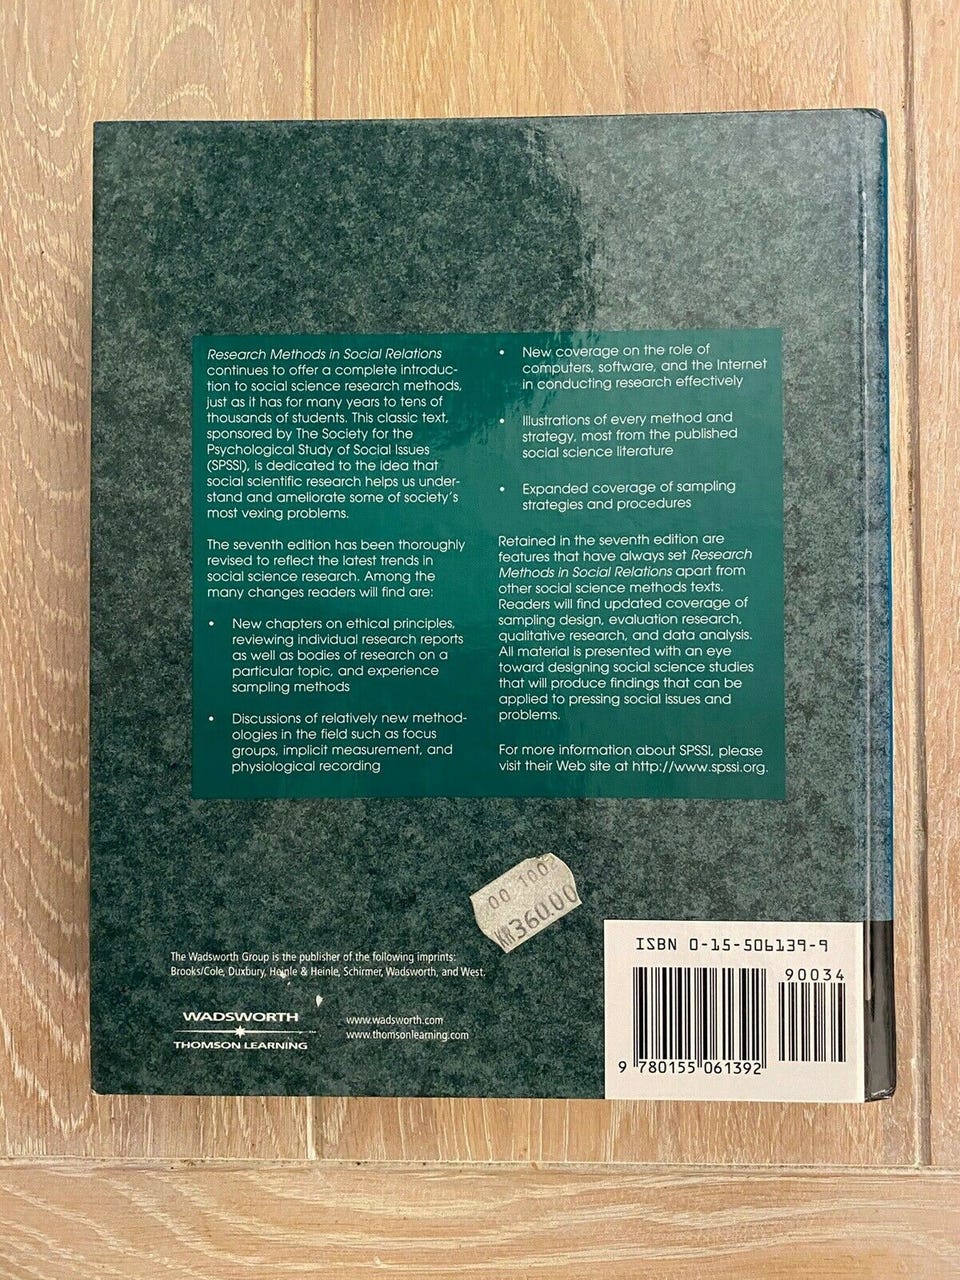 Research Methods in Social Relations
continues to offer a complete introduc-
tion to social science research methods,
just as it has for many years to tens of
thousands of students. This classic text,
sponsored by The Society for the
Psychological Study of Social Issues
(SPSSI), is dedicated to the idea that
social scientific research helps us under-
stand and ameliorate some of society's
most vexing problems.
The seventh edition has been thoroughly
revised to reflect the latest trends in
social science research. Among the
many changes readers will find are:
• New chapters on ethical principles,
reviewing individual research reports
as well as bodies of research on a
particular topic, and experience
sampling methods
• Discussions of relatively new method-
ologies in the field such as focus
groups, implicit measurement, and
physiological recording
• New coverage on the role of
computers, software, and the Internet
in conducting research effectively
• Illustrations of every method and
strategy, most from the published
social science literature
• Expanded coverage of sampling
strategies and procedures
Retained in the seventh edition are
features that have always set Research
Methods in Social Relations apart from
other social science methods texts.
Readers will find updated coverage of
sampling design, evaluation research,
qualitative research, and data analysis.
All material is presented with an eye
toward designing social science studies
that will produce findings that can be
applied to pressing social issues and
problems.
For more information about SPSSI, please
visit their Web site at http://www.spssi.org.
00 1002
360.00
The Wadsworth Group is the publisher of the following imprints:
Brooks/Cole, Duxbury, Heinle & Heinle, Schirmer, Wadsworth, and West.
WADSWORTH
THOMSON LEARNING
www.wadsworth.com
www.thomsonlearning.com
ISBN 0-15-506139-9
90034
9 780155 061392